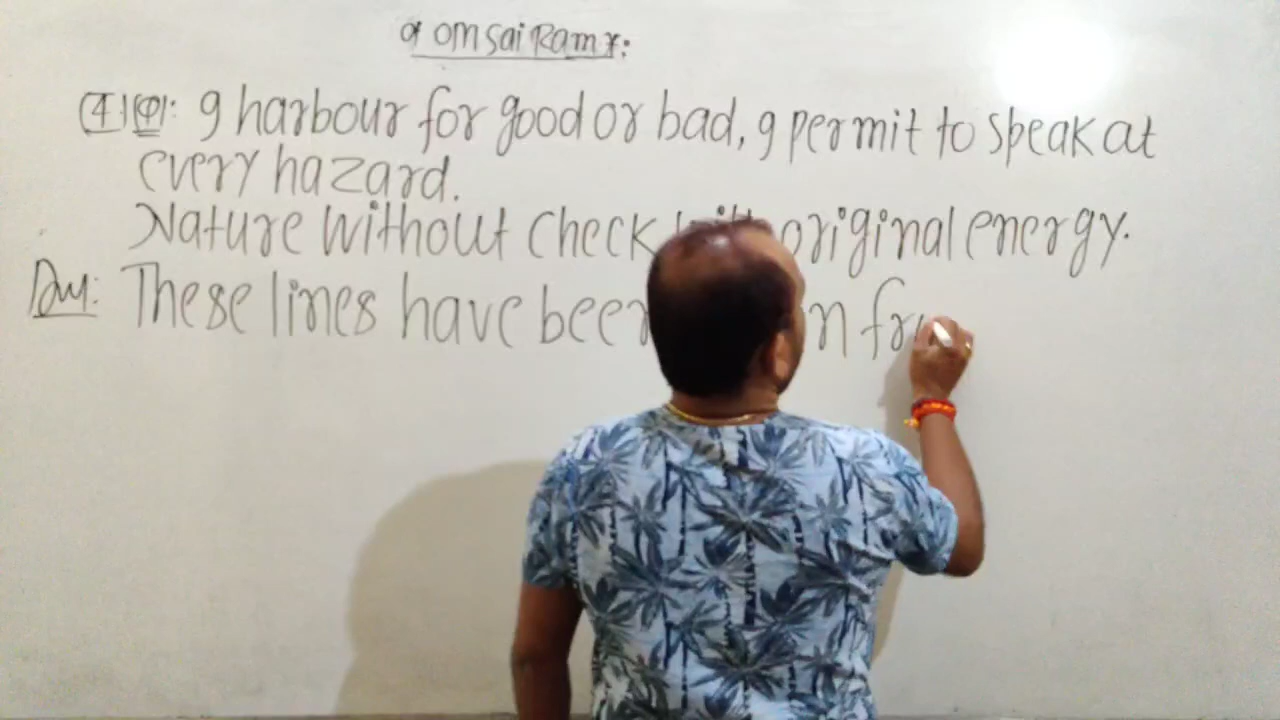 ॐ OM Sai Ram ॐ:
(4)(क): I harbour for good or bad, I permit to speak at
every hazard.
Nature without check original energy.
Ans: These lines have been